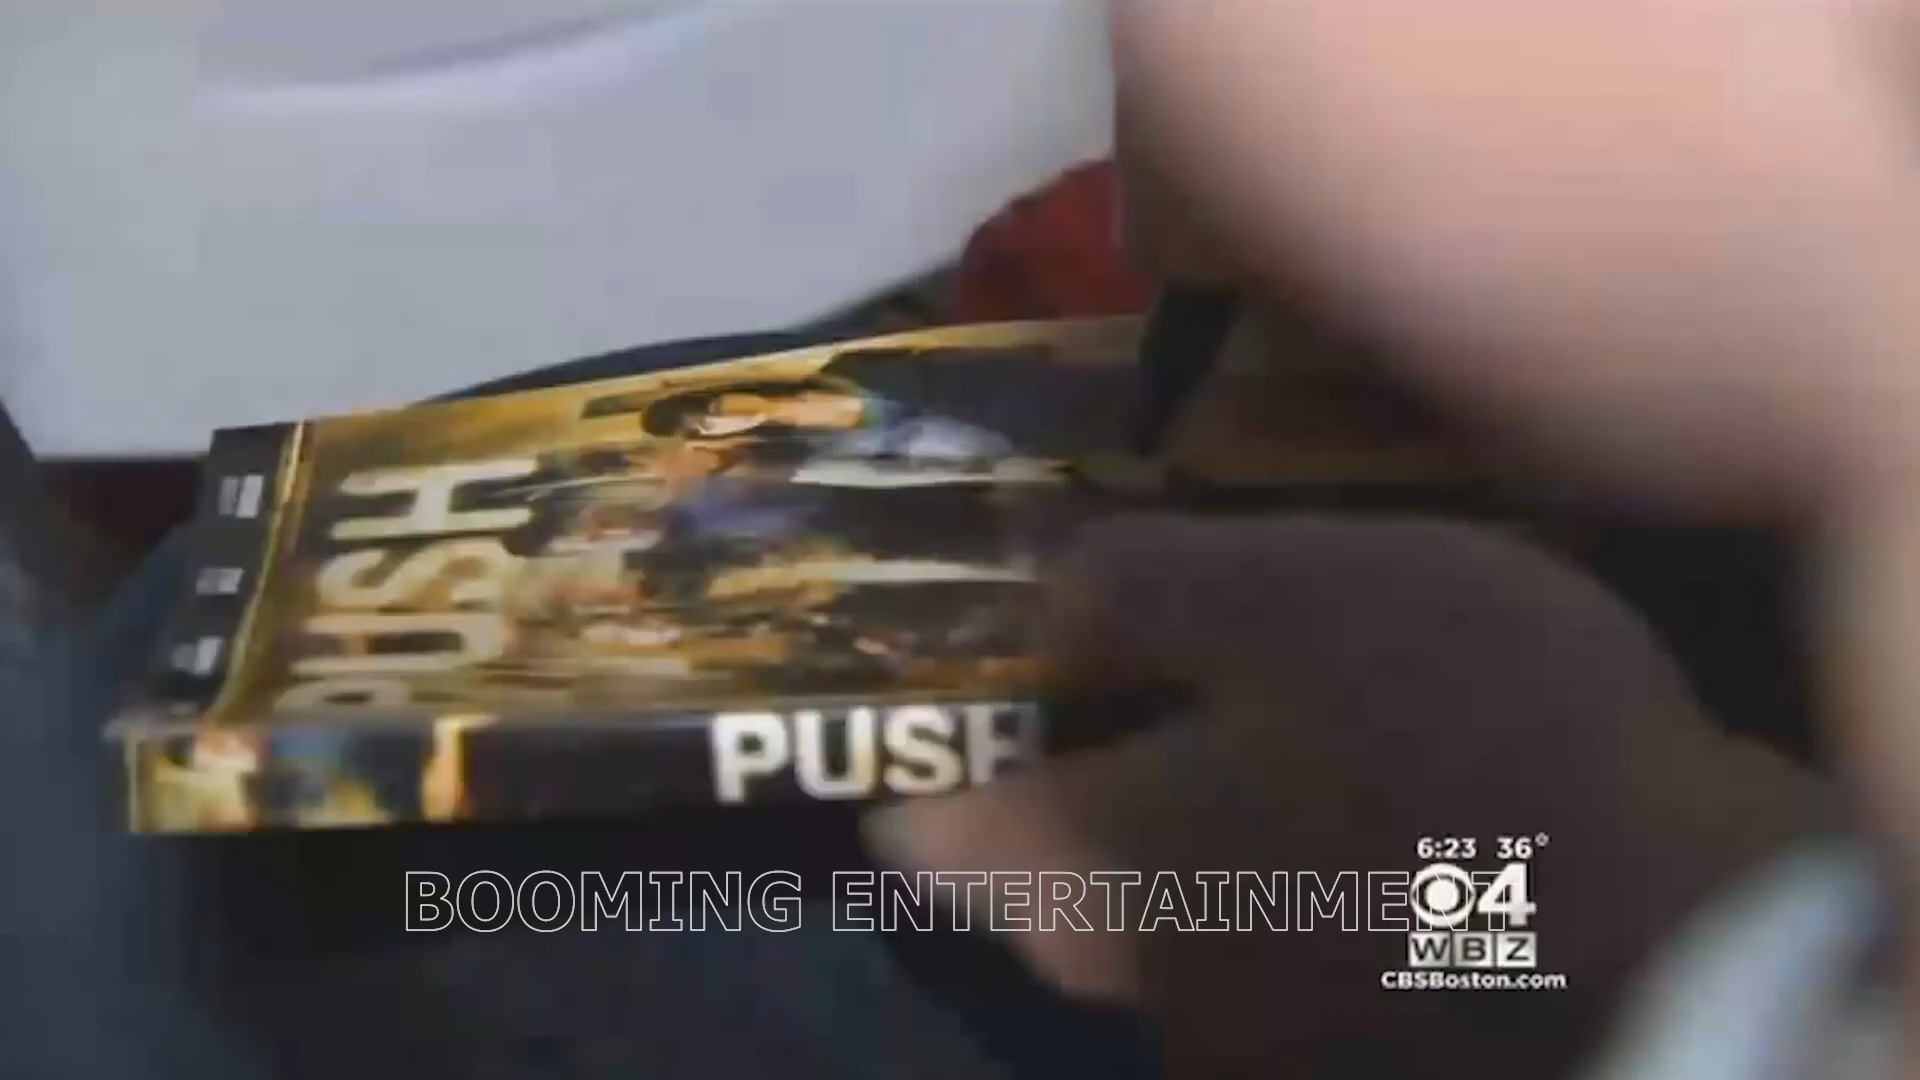 PUSH
PUSH
6:23 36°
4
BOOMING ENTERTAINMENT
WBZ
CBSBoston.com